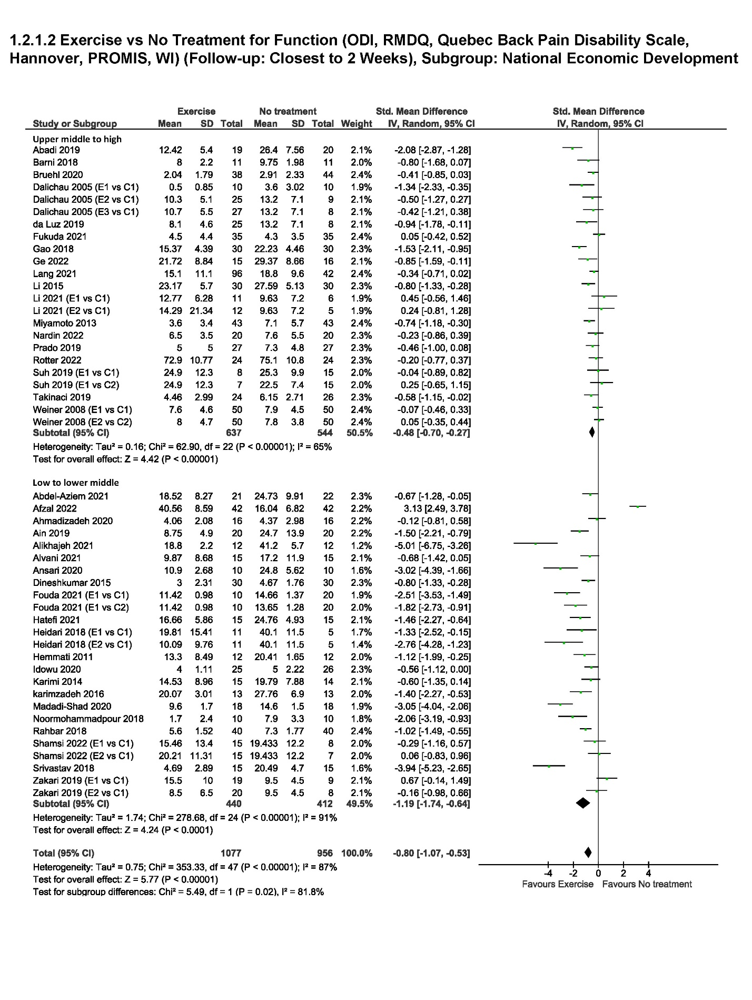 1.2.1.2 Exercise vs No Treatment for Function (ODI, RMDQ, Quebec Back Pain Disability Scale,
Hannover, PROMIS, WI) (Follow-up: Closest to 2 Weeks), Subgroup: National Economic Development
Exercise No treatment Std. Mean Difference Std. Mean Difference
Study or Subgroup Mean SD Total Mean SD Total Weight IV, Random, 95% CI IV, Random, 95% CI
Upper middle to high
Abadi 2019 12.42 5.4 19 26.4 7.56 20 2.1% -2.08 [-2.87, -1.28]
Barni 2018 8 2.2 11 9.75 1.98 11 2.0% -0.80 [-1.68, 0.07]
Bruehl 2020 2.04 1.79 38 2.91 2.33 44 2.4% -0.41 [-0.85, 0.03]
Dalichau 2005 (E1 vs C1) 0.5 0.85 10 3.6 3.02 10 1.9% -1.34 [-2.33, -0.35]
Dalichau 2005 (E2 vs C1) 10.3 5.1 25 13.2 7.1 9 2.1% -0.50 [-1.27, 0.27]
Dalichau 2005 (E3 vs C1) 10.7 5.5 27 13.2 7.1 8 2.1% -0.42 [-1.21, 0.38]
da Luz 2019 8.1 4.6 25 13.2 7.1 8 2.1% -0.94 [-1.78, -0.11]
Fukuda 2021 4.5 4.4 35 4.3 3.5 35 2.4% 0.05 [-0.42, 0.52]
Gao 2018 15.37 4.39 30 22.23 4.46 30 2.3% -1.53 [-2.11, -0.95]
Ge 2022 21.72 8.84 15 29.37 8.66 16 2.1% -0.85 [-1.59, -0.11]
Lang 2021 15.1 11.1 96 18.8 9.6 42 2.4% -0.34 [-0.71, 0.02]
Li 2015 23.17 5.7 30 27.59 5.13 30 2.3% -0.80 [-1.33, -0.28]
Li 2021 (E1 vs C1) 12.77 6.28 11 9.63 7.2 6 1.9% 0.45 [-0.56, 1.46]
Li 2021 (E2 vs C1) 14.29 21.34 12 9.63 7.2 5 1.9% 0.24 [-0.81, 1.28]
Miyamoto 2013 3.6 3.4 43 7.1 5.7 43 2.4% -0.74 [-1.18, -0.30]
Nardin 2022 6.5 3.5 20 7.6 5.5 20 2.3% -0.23 [-0.86, 0.39]
Prado 2019 5 5 27 7.3 4.8 27 2.3% -0.46 [-1.00, 0.08]
Rotter 2022 72.9 10.77 24 75.1 10.8 24 2.3% -0.20 [-0.77, 0.37]
Suh 2019 (E1 vs C1) 24.9 12.3 8 25.3 9.9 15 2.0% -0.04 [-0.89, 0.82]
Suh 2019 (E1 vs C2) 24.9 12.3 7 22.5 7.4 15 2.0% 0.25 [-0.65, 1.15]
Takinaci 2019 4.46 2.99 24 6.15 2.71 26 2.3% -0.58 [-1.15, -0.02]
Weiner 2008 (E1 vs C1) 7.6 4.6 50 7.9 4.5 50 2.4% -0.07 [-0.46, 0.33]
Weiner 2008 (E2 vs C2) 8 4.7 50 7.8 3.8 50 2.4% 0.05 [-0.35, 0.44]
Subtotal (95% CI) 637 544 50.5% -0.48 [-0.70, -0.27]
Heterogeneity: Tau² = 0.16; Chi² = 62.90, df = 22 (P < 0.00001); I² = 65%
Test for overall effect: Z = 4.42 (P < 0.00001)
Low to lower middle
Abdel-Aziem 2021 18.52 8.27 21 24.73 9.91 22 2.3% -0.67 [-1.28, -0.05]
Afzal 2022 40.56 8.59 42 16.04 6.82 42 2.2% 3.13 [2.49, 3.78]
Ahmadizadeh 2020 4.06 2.08 16 4.37 2.98 16 2.2% -0.12 [-0.81, 0.58]
Ain 2019 8.75 4.9 20 24.7 13.9 20 2.2% -1.50 [-2.21, -0.79]
Alikhajeh 2021 18.8 2.2 12 41.2 5.7 12 1.2% -5.01 [-6.75, -3.26]
Alvani 2021 9.87 8.68 15 17.2 11.9 15 2.1% -0.68 [-1.42, 0.05]
Ansari 2020 10.9 2.68 10 24.8 5.62 10 1.6% -3.02 [-4.39, -1.66]
Dineshkumar 2015 3 2.31 30 4.67 1.76 30 2.3% -0.80 [-1.33, -0.28]
Fouda 2021 (E1 vs C1) 11.42 0.98 10 14.66 1.37 20 1.9% -2.51 [-3.53, -1.49]
Fouda 2021 (E1 vs C2) 11.42 0.98 10 13.65 1.28 20 2.0% -1.82 [-2.73, -0.91]
Hatefi 2021 16.66 5.86 15 24.76 4.93 15 2.1% -1.46 [-2.27, -0.64]
Heidari 2018 (E1 vs C1) 19.81 15.41 11 40.1 11.5 5 1.7% -1.33 [-2.52, -0.15]
Heidari 2018 (E2 vs C1) 10.09 9.76 11 40.1 11.5 5 1.4% -2.76 [-4.28, -1.23]
Hemmati 2011 13.3 8.49 12 20.41 1.65 12 2.0% -1.12 [-1.99, -0.25]
Idowu 2020 4 1.11 25 5 2.22 26 2.3% -0.56 [-1.12, 0.00]
Karimi 2014 14.53 8.96 15 19.79 7.88 14 2.1% -0.60 [-1.35, 0.14]
karimzadeh 2016 20.07 3.01 13 27.76 6.9 13 2.0% -1.40 [-2.27, -0.53]
Madadi-Shad 2020 9.6 1.7 18 14.6 1.5 18 1.9% -3.05 [-4.04, -2.06]
Noormohammadpour 2018 1.7 2.4 10 7.9 3.3 10 1.8% -2.06 [-3.19, -0.93]
Rahbar 2018 5.6 1.52 40 7.3 1.77 40 2.4% -1.02 [-1.49, -0.55]
Shamsi 2022 (E1 vs C1) 15.46 13.4 15 19.433 12.2 8 2.0% -0.29 [-1.16, 0.57]
Shamsi 2022 (E2 vs C1) 20.21 11.31 15 19.433 12.2 7 2.0% 0.06 [-0.83, 0.96]
Srivastav 2018 4.69 2.89 15 20.49 4.7 15 1.6% -3.94 [-5.23, -2.65]
Zakari 2019 (E1 vs C1) 15.5 10 19 9.5 4.5 9 2.1% 0.67 [-0.14, 1.49]
Zakari 2019 (E2 vs C1) 8.5 6.5 20 9.5 4.5 8 2.1% -0.16 [-0.98, 0.66]
Subtotal (95% CI) 440 412 49.5% -1.19 [-1.74, -0.64]
Heterogeneity: Tau² = 1.74; Chi² = 278.68, df = 24 (P < 0.00001); I² = 91%
Test for overall effect: Z = 4.24 (P < 0.0001)
Total (95% CI) 1077 956 100.0% -0.80 [-1.07, -0.53]
Heterogeneity: Tau² = 0.75; Chi² = 353.33, df = 47 (P < 0.00001); I² = 87%
Test for overall effect: Z = 5.77 (P < 0.00001)
Test for subgroup differences: Chi² = 5.49, df = 1 (P = 0.02), I² = 81.8%
-4 -2 0 2 4
Favours Exercise Favours No treatment